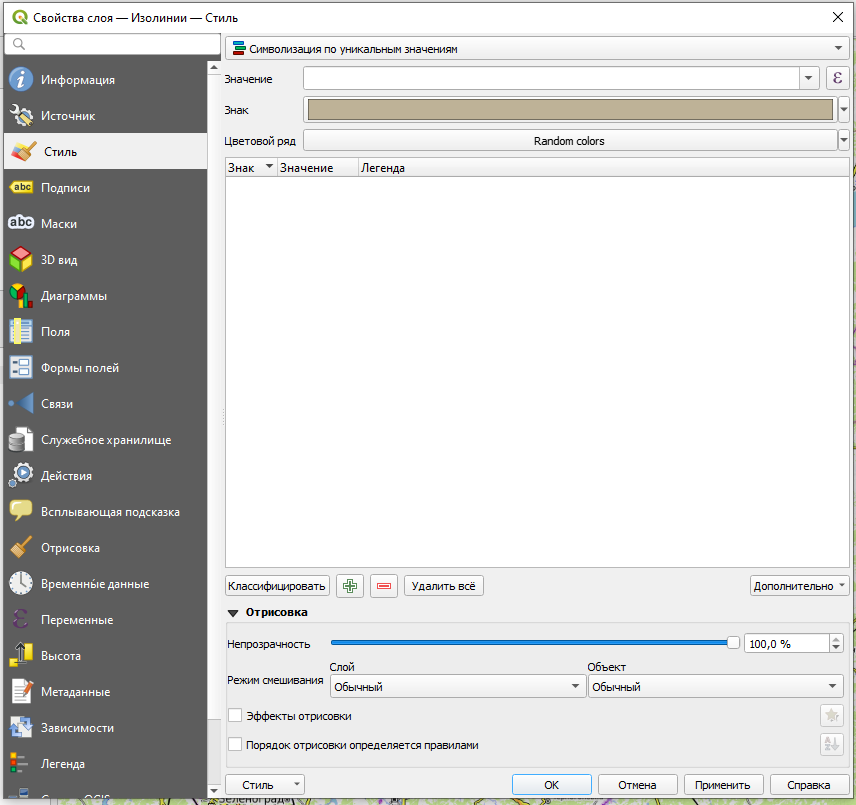 Свойства слоя — Изолинии — Стиль
Информация
Источник
Стиль
Подписи
Маски
3D вид
Диаграммы
Поля
Формы полей
Связи
Служебное хранилище
Действия
Всплывающая подсказка
Отрисовка
Временны́е данные
Переменные
Высота
Метаданные
Зависимости
Легенда
Символизация по уникальным значениям
Значение
ε
Знак
Цветовой ряд
Random colors
Знак Значение Легенда
Классифицировать
Удалить всё
Дополнительно
Отрисовка
Непрозрачность
100,0 %
Режим смешивания
Слой
Обычный
Объект
Обычный
Эффекты отрисовки
Порядок отрисовки определяется правилами
Стиль
OK
Отмена
Применить
Справка